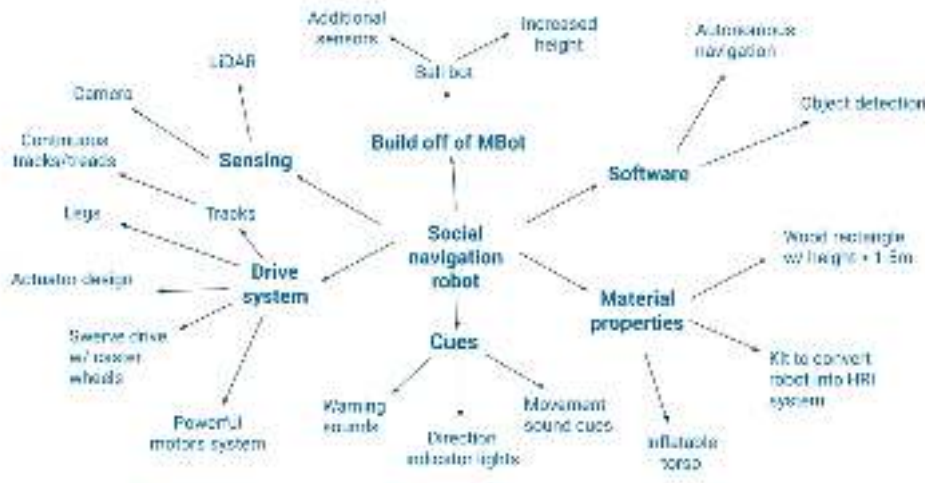 Additional
sensors
Increased
height
Ball bot
Build off of MBot
Autonomous
navigation
Object detection
Software
LiDAR
Camera
Sensing
Continuous
tracks/treads
Tracks
Legs
Drive
system
Actuator design
Swerve drive
w/ caster
wheels
Powerful
motors system
Social
navigation
robot
Cues
Warning
sounds
Direction
indicator lights
Movement
sound cues
Material
properties
Wood rectangle
w/ height
Kit to convert
robot into HRI
system
Inflatable
torso